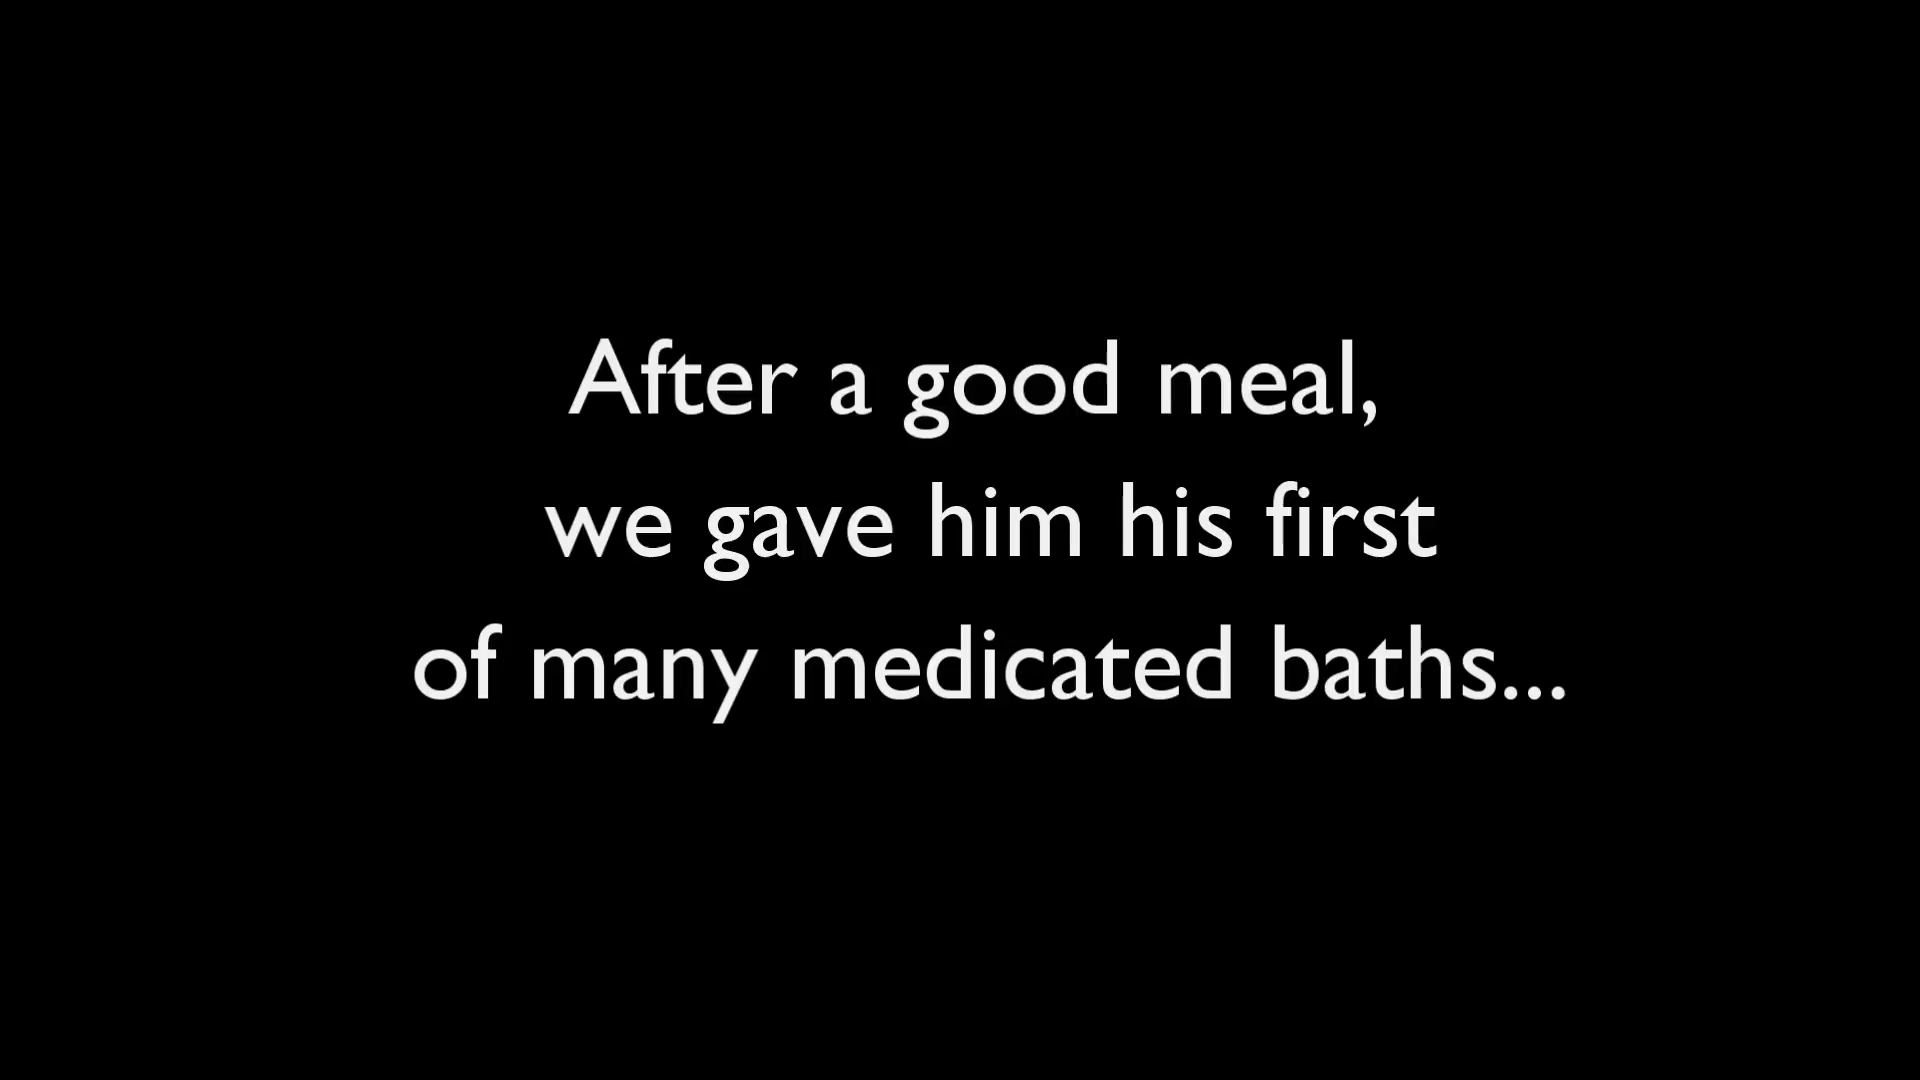 After a good meal,
we gave him his first
of many medicated baths...